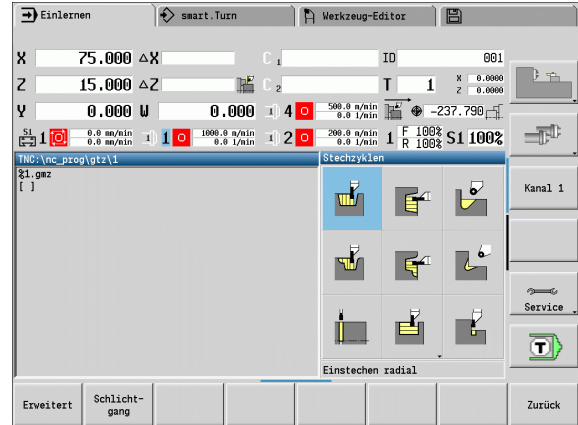 Einlernen smart.Turn Werkzeug-Editor
X 75.000 △X C 1 ID 001
Z 15.000 △Z C 2 T 1 X 0.0000 Z 0.0000
Y 0.000 W 0.000 4 500.0 m/min 0.0 1/min -237.790
S1 1 0.0 mm/min 0.0 mm/min 1 1000.0 m/min 0.0 1/min 2 200.0 m/min 0.0 1/min 1 F 100% R 100% S1 100%
TNC:\nc_prog\gtz\1 Stechzyklen
%1.gmz
[ ]
Kanal 1
Service
T
Einstechen radial
Erweitert Schlicht-gang Zurück